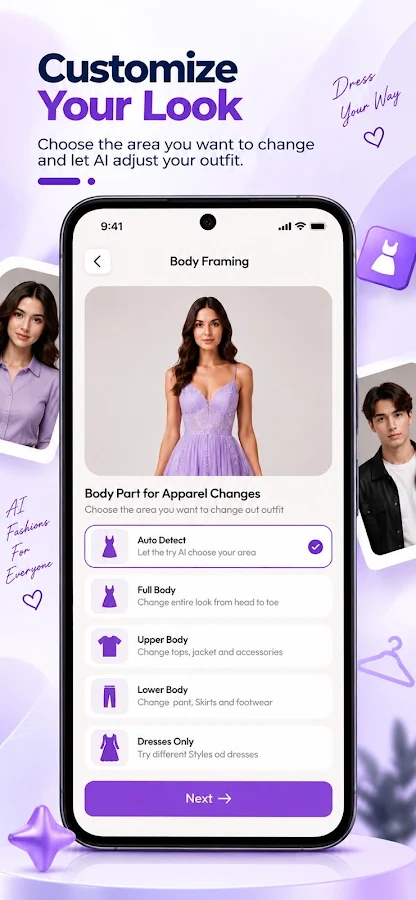 Customize
Your Look
Choose the area you want to change
and let AI adjust your outfit.
Dress
Your Way
9:41
Body Framing
Body Part for Apparel Changes
Choose the area you want to change out outfit
Auto Detect
Let the try AI choose your area
Full Body
Change entire look from head to toe
Upper Body
Change tops, jacket and accessories
Lower Body
Change pant, Skirts and footwear
Dresses Only
Try different Styles od dresses
Next →
AI
Fashions
For
Everyone